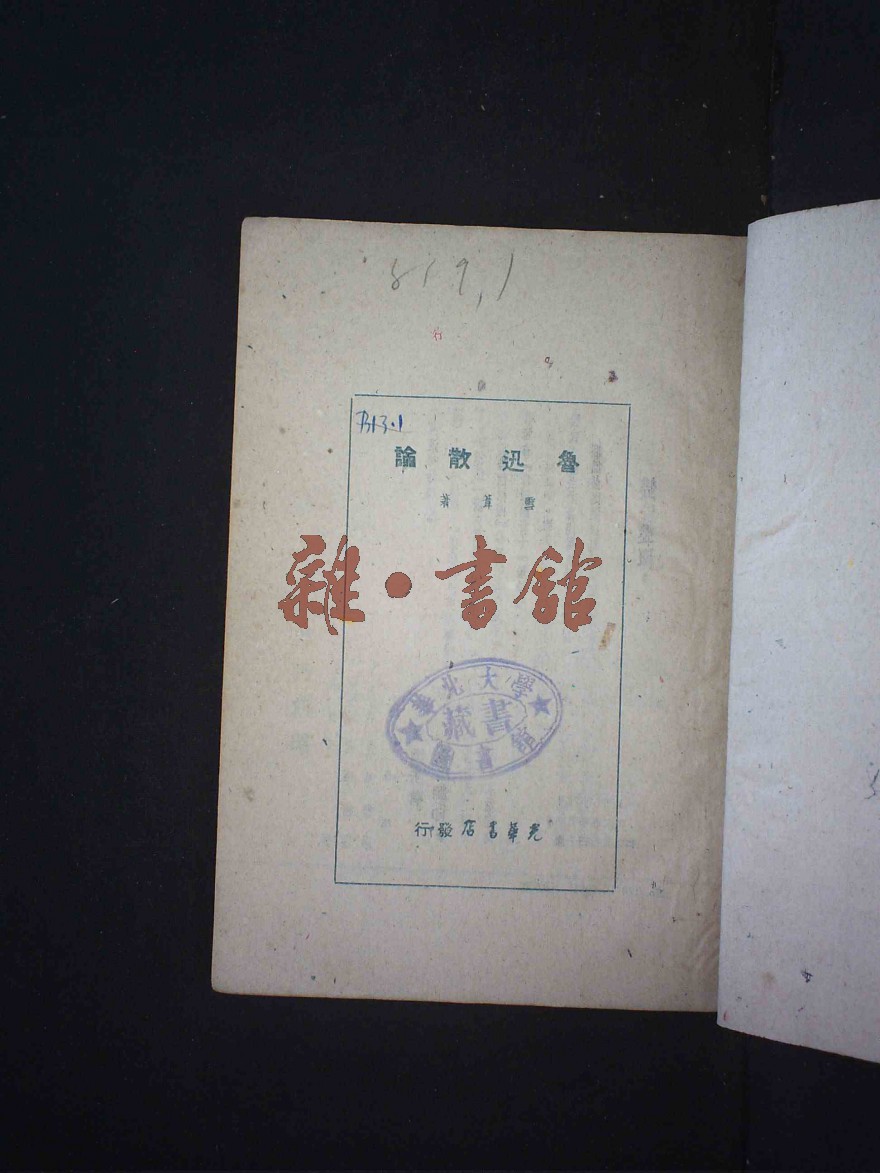 819.1
B13.1
魯迅散論
雪葦著
雜·書館
華北大學
圖書館
藏書
光華書店發行